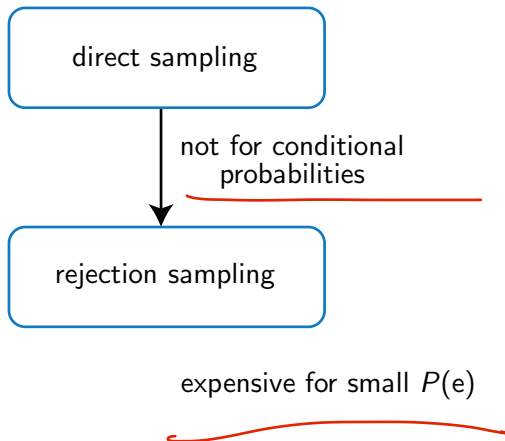 direct sampling
not for conditional
probabilities
rejection sampling
expensive for small P(e)